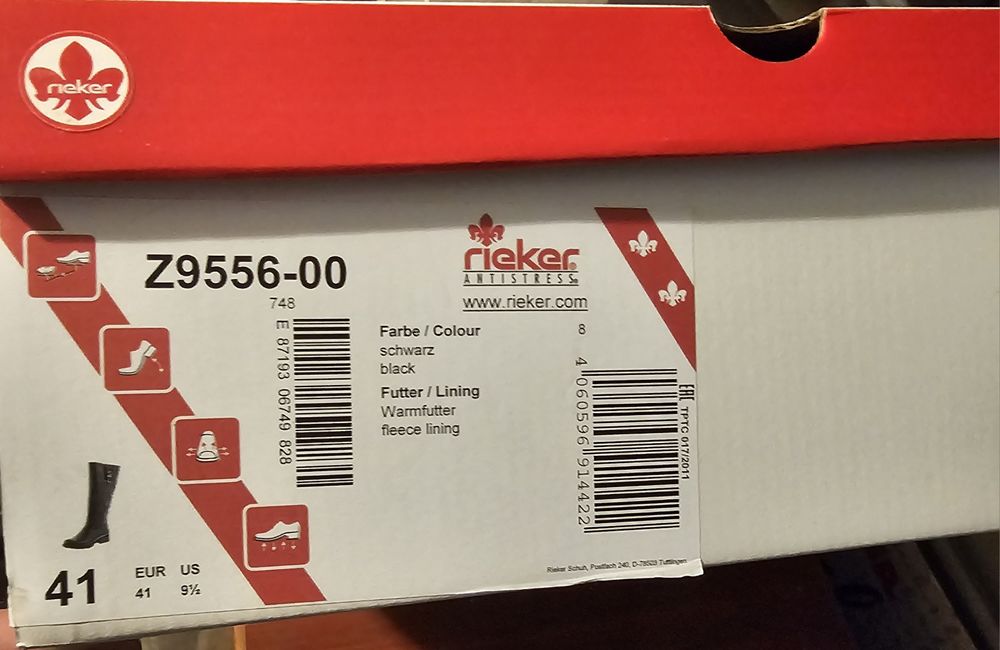 rieker
Z9556-00
748
E 87193 06749 828
rieker®
ANTISTRESS®
www.rieker.com
Farbe / Colour
schwarz
black
Futter / Lining
Warmfutter
fleece lining
8
4 060596 914422
EAC TPTC 017/2011
41
EUR US
41 9½
Rieker Schuh, Postfach 240, D-78503 Tuttlingen